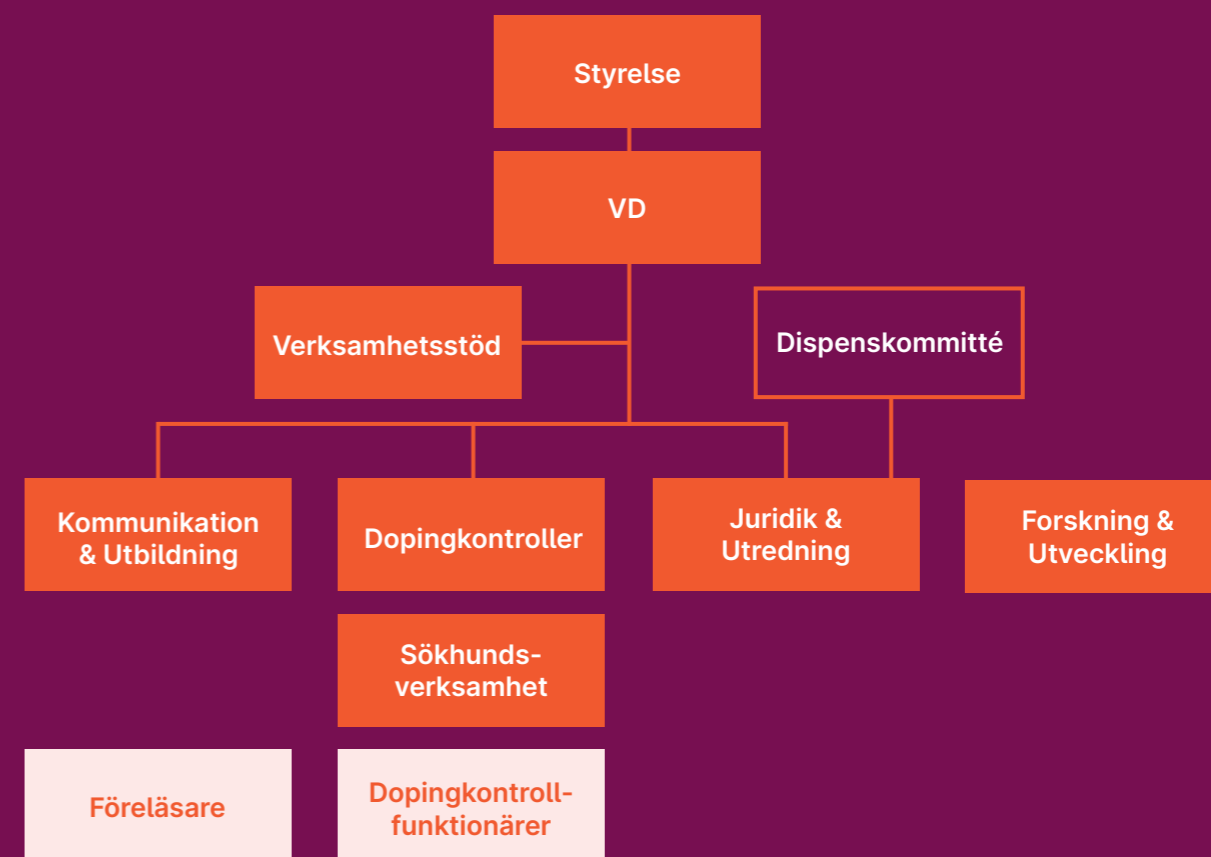 Styrelse
VD
Verksamhetsstöd
Dispenskommitté
Kommunikation
& Utbildning
Dopingkontroller
Juridik &
Utredning
Forskning &
Utveckling
Sökhunds-
verksamhet
Föreläsare
Dopingkontroll-
funktionärer